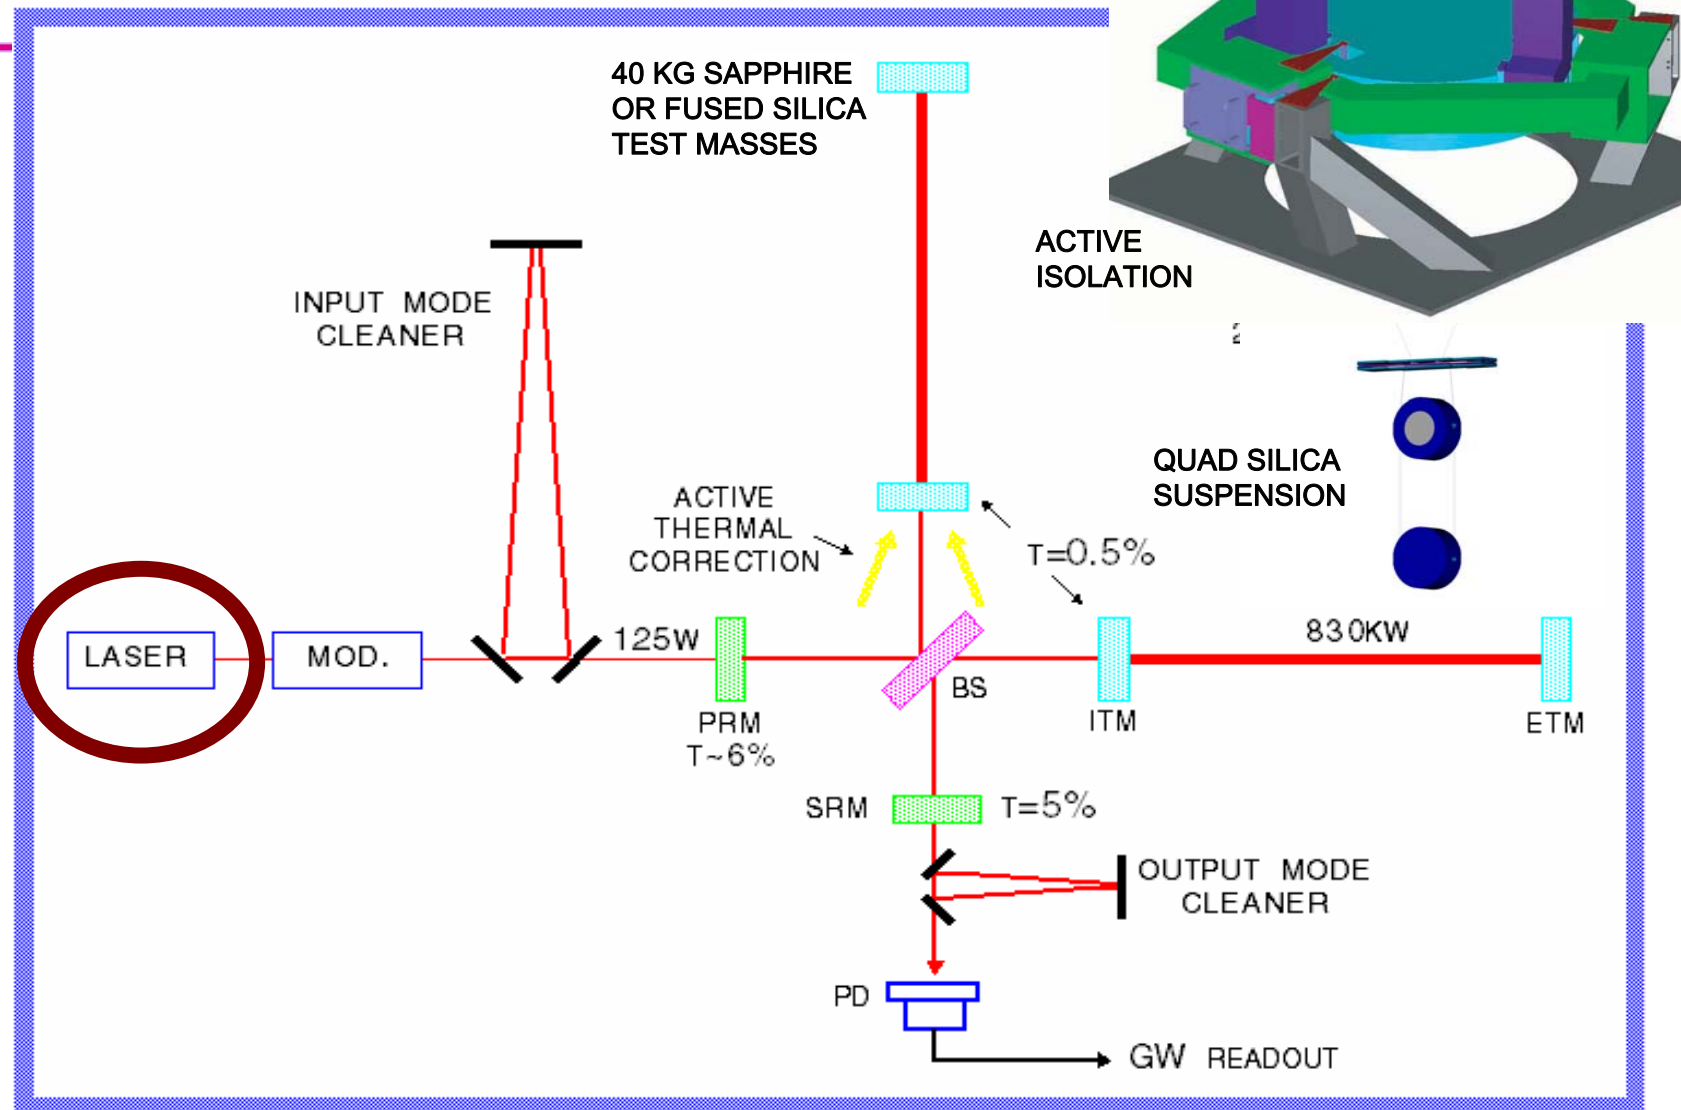 40 KG SAPPHIRE
OR FUSED SILICA
TEST MASSES
ACTIVE
ISOLATION
INPUT MODE
CLEANER
QUAD SILICA
SUSPENSION
ACTIVE
THERMAL
CORRECTION
T=0.5%
LASER
MOD.
125W
830KW
BS
PRM
T~6%
ITM
ETM
SRM
T=5%
OUTPUT MODE
CLEANER
PD
GW READOUT